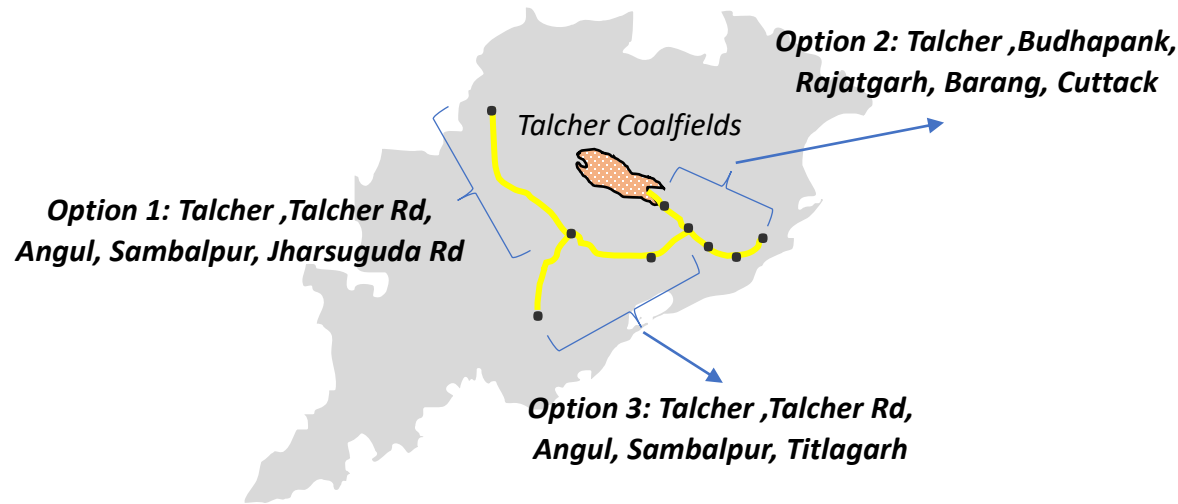 Option 2: Talcher ,Budhapank,
Rajatgarh, Barang, Cuttack
Talcher Coalfields
Option 1: Talcher ,Talcher Rd,
Angul, Sambalpur, Jharsuguda Rd
Option 3: Talcher ,Talcher Rd,
Angul, Sambalpur, Titlagarh